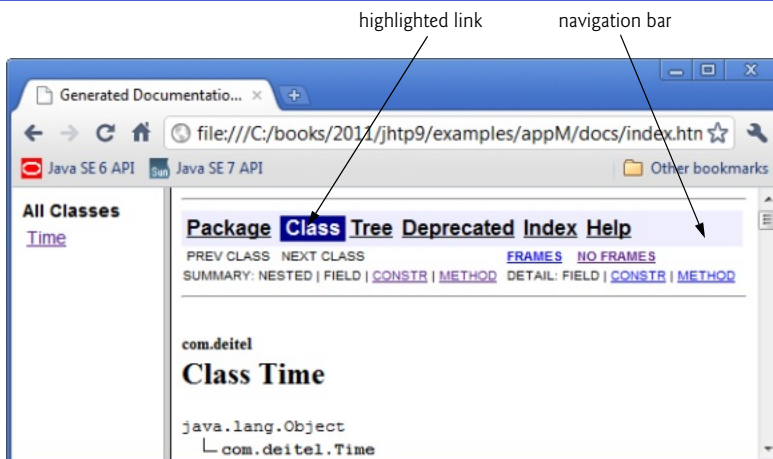 highlighted link navigation bar
Generated Documentatio...
file:///C:/books/2011/jhtp9/examples/appM/docs/index.htn
Java SE 6 API Sun Java SE 7 API Other bookmarks
All Classes
Time
Package Class Tree Deprecated Index Help
PREV CLASS NEXT CLASS FRAMES NO FRAMES
SUMMARY: NESTED | FIELD | CONSTR | METHOD DETAIL: FIELD | CONSTR | METHOD
com.deitel
Class Time
java.lang.Object
com.deitel.Time